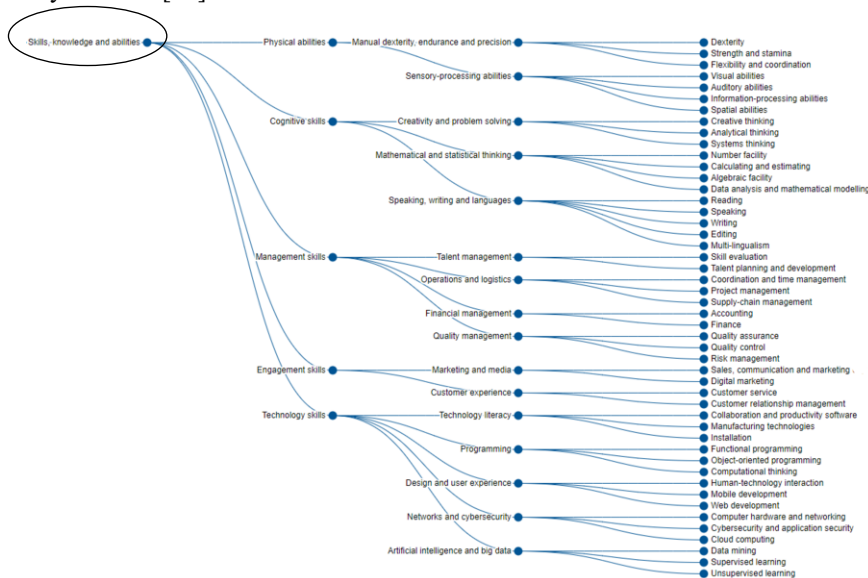 Skills, knowledge and abilities
Physical abilities
Manual dexterity, endurance and precision
Dexterity
Strength and stamina
Flexibility and coordination
Sensory-processing abilities
Visual abilities
Auditory abilities
Information-processing abilities
Spatial abilities
Cognitive skills
Creativity and problem solving
Creative thinking
Analytical thinking
Systems thinking
Mathematical and statistical thinking
Number facility
Calculating and estimating
Algebraic facility
Data analysis and mathematical modelling
Speaking, writing and languages
Reading
Speaking
Writing
Editing
Multi-lingualism
Management skills
Talent management
Skill evaluation
Talent planning and development
Operations and logistics
Coordination and time management
Project management
Supply-chain management
Financial management
Accounting
Finance
Quality management
Quality assurance
Quality control
Risk management
Engagement skills
Marketing and media
Sales, communication and marketing .
Digital marketing
Customer experience
Customer service
Customer relationship management
Technology skills
Technology literacy
Collaboration and productivity software
Manufacturing technologies
Installation
Programming
Functional programming
Object-oriented programming
Computational thinking
Design and user experience
Human-technology interaction
Mobile development
Web development
Networks and cybersecurity
Computer hardware and networking
Cybersecurity and application security
Cloud computing
Artificial intelligence and big data
Data mining
Supervised learning
Unsupervised learning